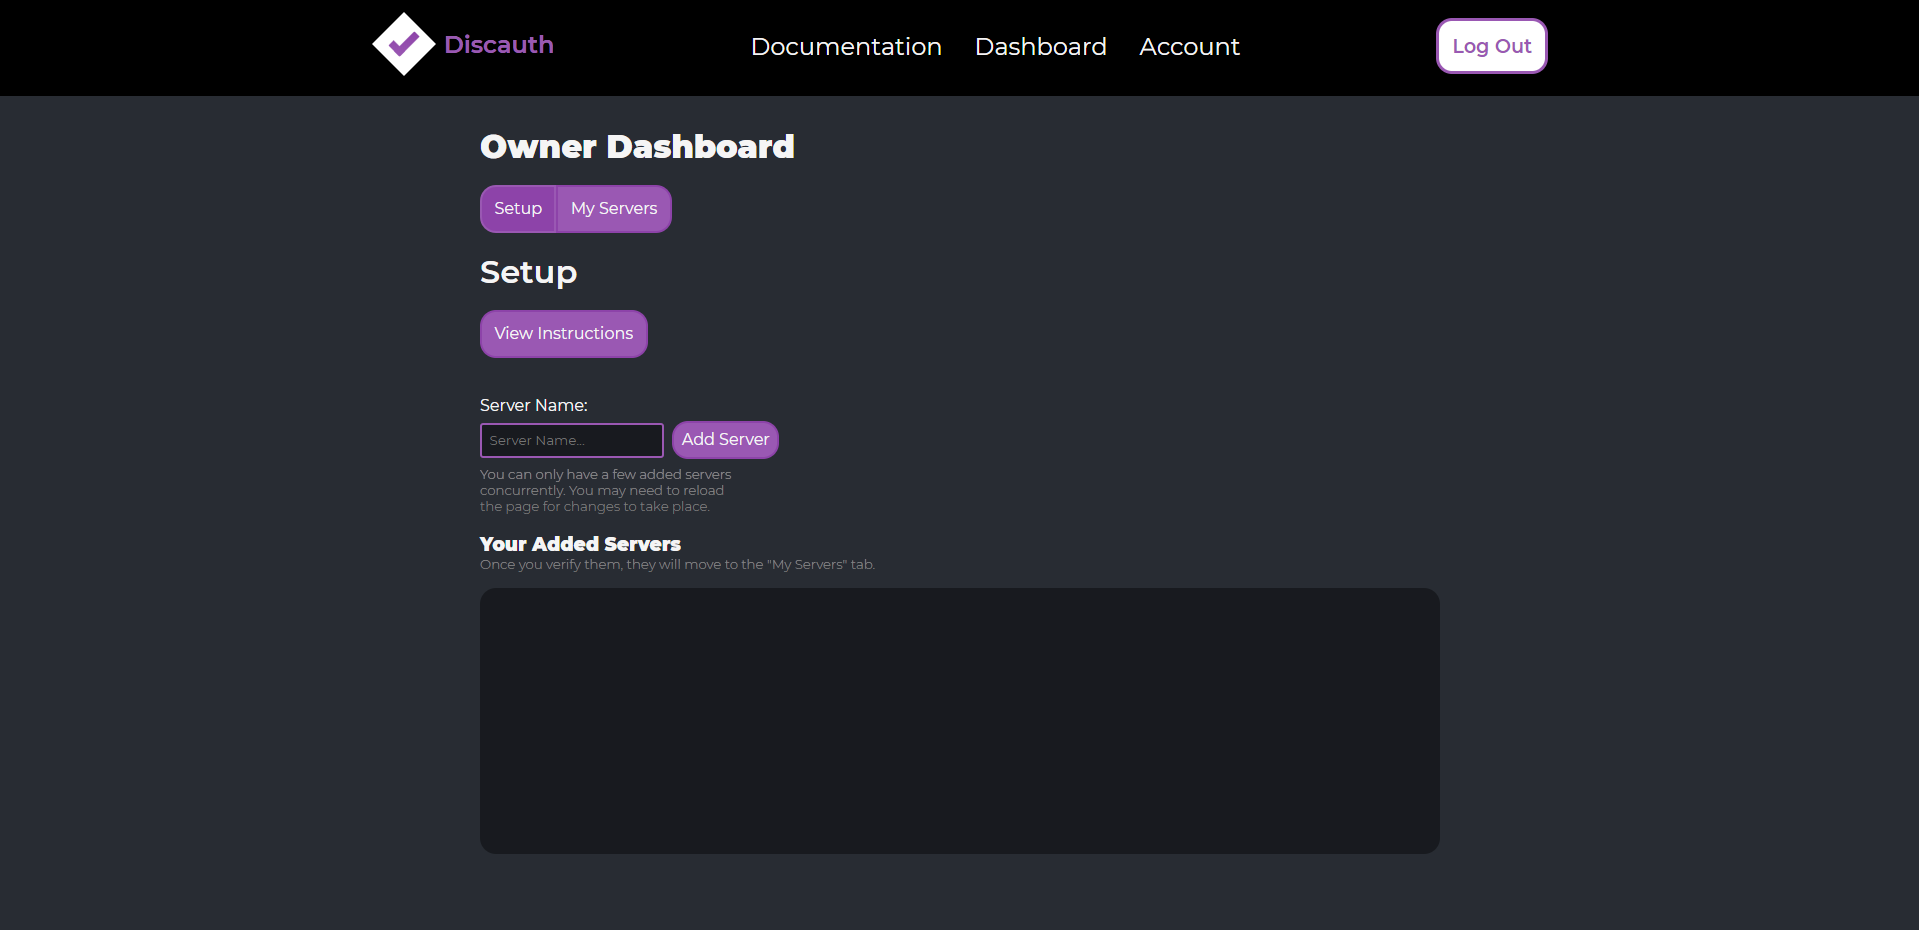 Discauth
Documentation Dashboard Account
Log Out
Owner Dashboard
Setup My Servers
Setup
View Instructions
Server Name:
Server Name... Add Server
You can only have a few added servers
concurrently. You may need to reload
the page for changes to take place.
Your Added Servers
Once you verify them, they will move to the "My Servers" tab.